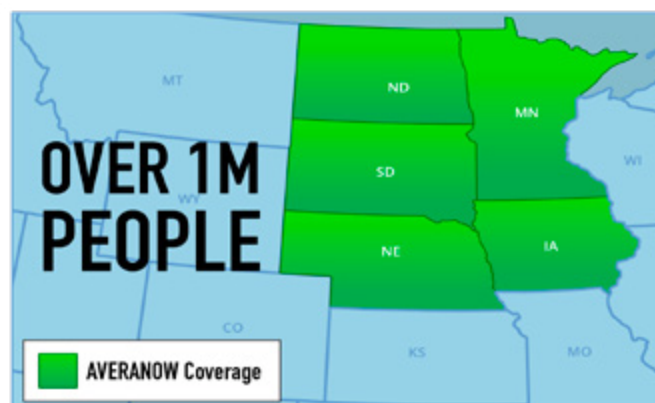 MT
ND
MN
OVER 1M
WI
SD
WY
PEOPLE
NE
IA
CO
KS
MO
AVERANOW Coverage